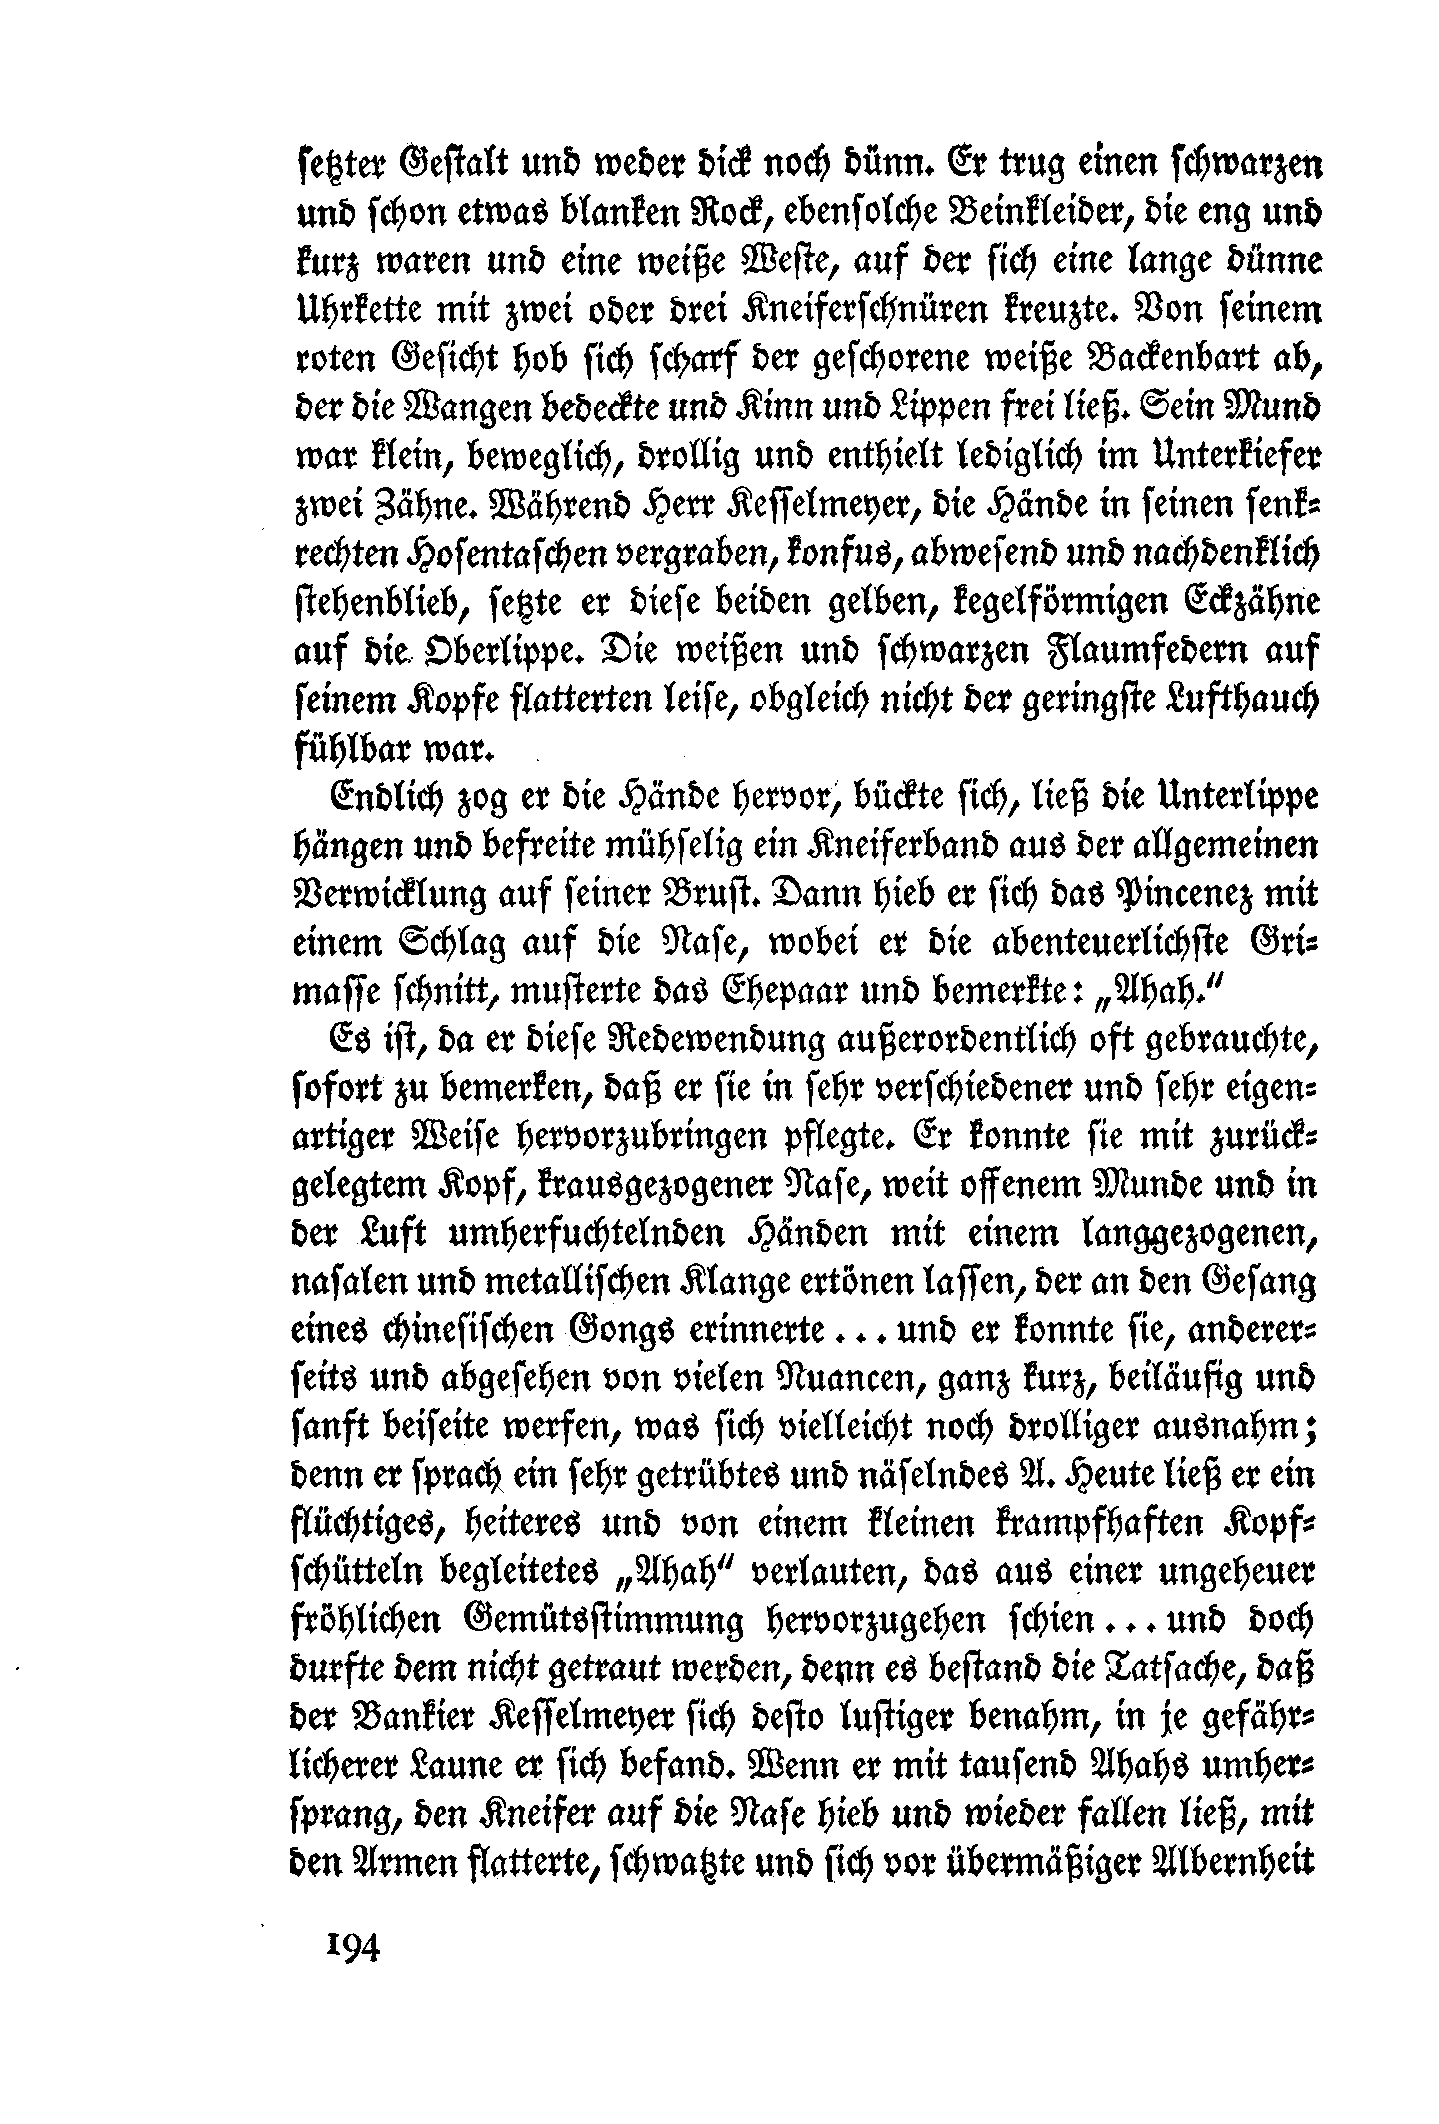 setzter Gestalt und weder dick noch dünn. Er trug einen schwarzen
und schon etwas blanken Rock, ebensolche Beinkleider, die eng und
kurz waren und eine weiße Weste, auf der sich eine lange dünne
Uhrkette mit zwei oder drei Kneiferschnüren kreuzte. Von seinem
roten Gesicht hob sich scharf der geschorene weiße Backenbart ab,
der die Wangen bedeckte und Kinn und Lippen frei ließ. Sein Mund
war klein, beweglich, drollig und enthielt lediglich im Unterkiefer
zwei Zähne. Während Herr Kesselmeyer, die Hände in seinen senk-
rechten Hosentaschen vergraben, konfus, abwesend und nachdenklich
stehenblieb, setzte er diese beiden gelben, kegelförmigen Eckzähne
auf die Oberlippe. Die weißen und schwarzen Flaumfedern auf
seinem Kopfe flatterten leise, obgleich nicht der geringste Lufthauch
fühlbar war.
Endlich zog er die Hände hervor, bückte sich, ließ die Unterlippe
hängen und befreite mühselig ein Kneiferband aus der allgemeinen
Verwicklung auf seiner Brust. Dann hieb er sich das Pincenez mit
einem Schlag auf die Nase, wobei er die abenteuerlichste Gri-
masse schnitt, musterte das Ehepaar und bemerkte: „Ahah.“
Es ist, da er diese Redewendung außerordentlich oft gebrauchte,
sofort zu bemerken, daß er sie in sehr verschiedener und sehr eigen-
artiger Weise hervorzubringen pflegte. Er konnte sie mit zurück-
gelegtem Kopf, krausgezogener Nase, weit offenem Munde und in
der Luft umherfuchtelnden Händen mit einem langgezogenen,
nasalen und metallischen Klange ertönen lassen, der an den Gesang
eines chinesischen Gongs erinnerte . . . und er konnte sie, anderer-
seits und abgesehen von vielen Nuancen, ganz kurz, beiläufig und
sanft beiseite werfen, was sich vielleicht noch drolliger ausnahm;
denn er sprach ein sehr getrübtes und näselndes A. Heute ließ er ein
flüchtiges, heiteres und von einem kleinen krampfhaften Kopf-
schütteln begleitetes „Ahah“ verlauten, das aus einer ungeheuer
fröhlichen Gemütsstimmung hervorzugehen schien . . . und doch
durfte dem nicht getraut werden, denn es bestand die Tatsache, daß
der Bankier Kesselmeyer sich desto lustiger benahm, in je gefähr-
licherer Laune er sich befand. Wenn er mit tausend Ahahs umher-
sprang, den Kneifer auf die Nase hieb und wieder fallen ließ, mit
den Armen flatterte, schwatzte und sich vor übermäßiger Albernheit
194